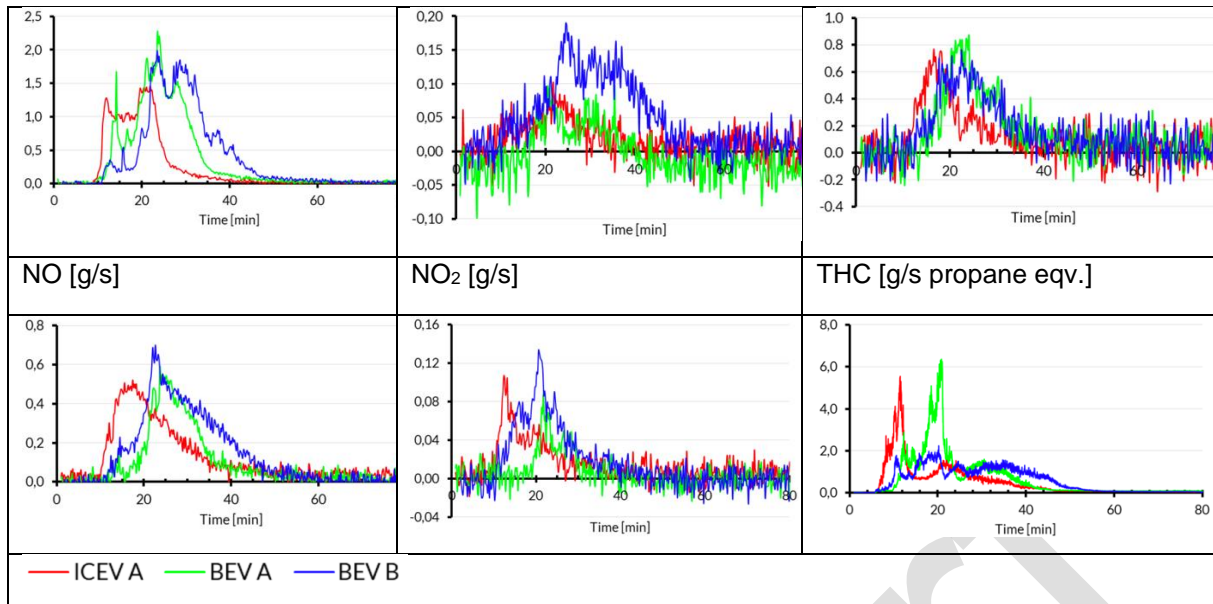 2,5
2,0
1,5
1,0
0,5
0,0
0 20 40 60
Time [min]
0,20
0,15
0,10
0,05
0,00
-0,05
-0,10
0 20 40 60
Time [min]
1.0
0.8
0.6
0.4
0.2
0.0
-0.2
-0.4
0 20 40 60
Time [min]
NO [g/s]
NO₂ [g/s]
THC [g/s propane eqv.]
0,8
0,6
0,4
0,2
0,0
0 20 40 60
Time [min]
0,16
0,12
0,08
0,04
0,00
-0,04
0 20 40 60 80
Time [min]
8,0
6,0
4,0
2,0
0,0
0 20 40 60 80
Time [min]
ICEV A BEV A BEV B